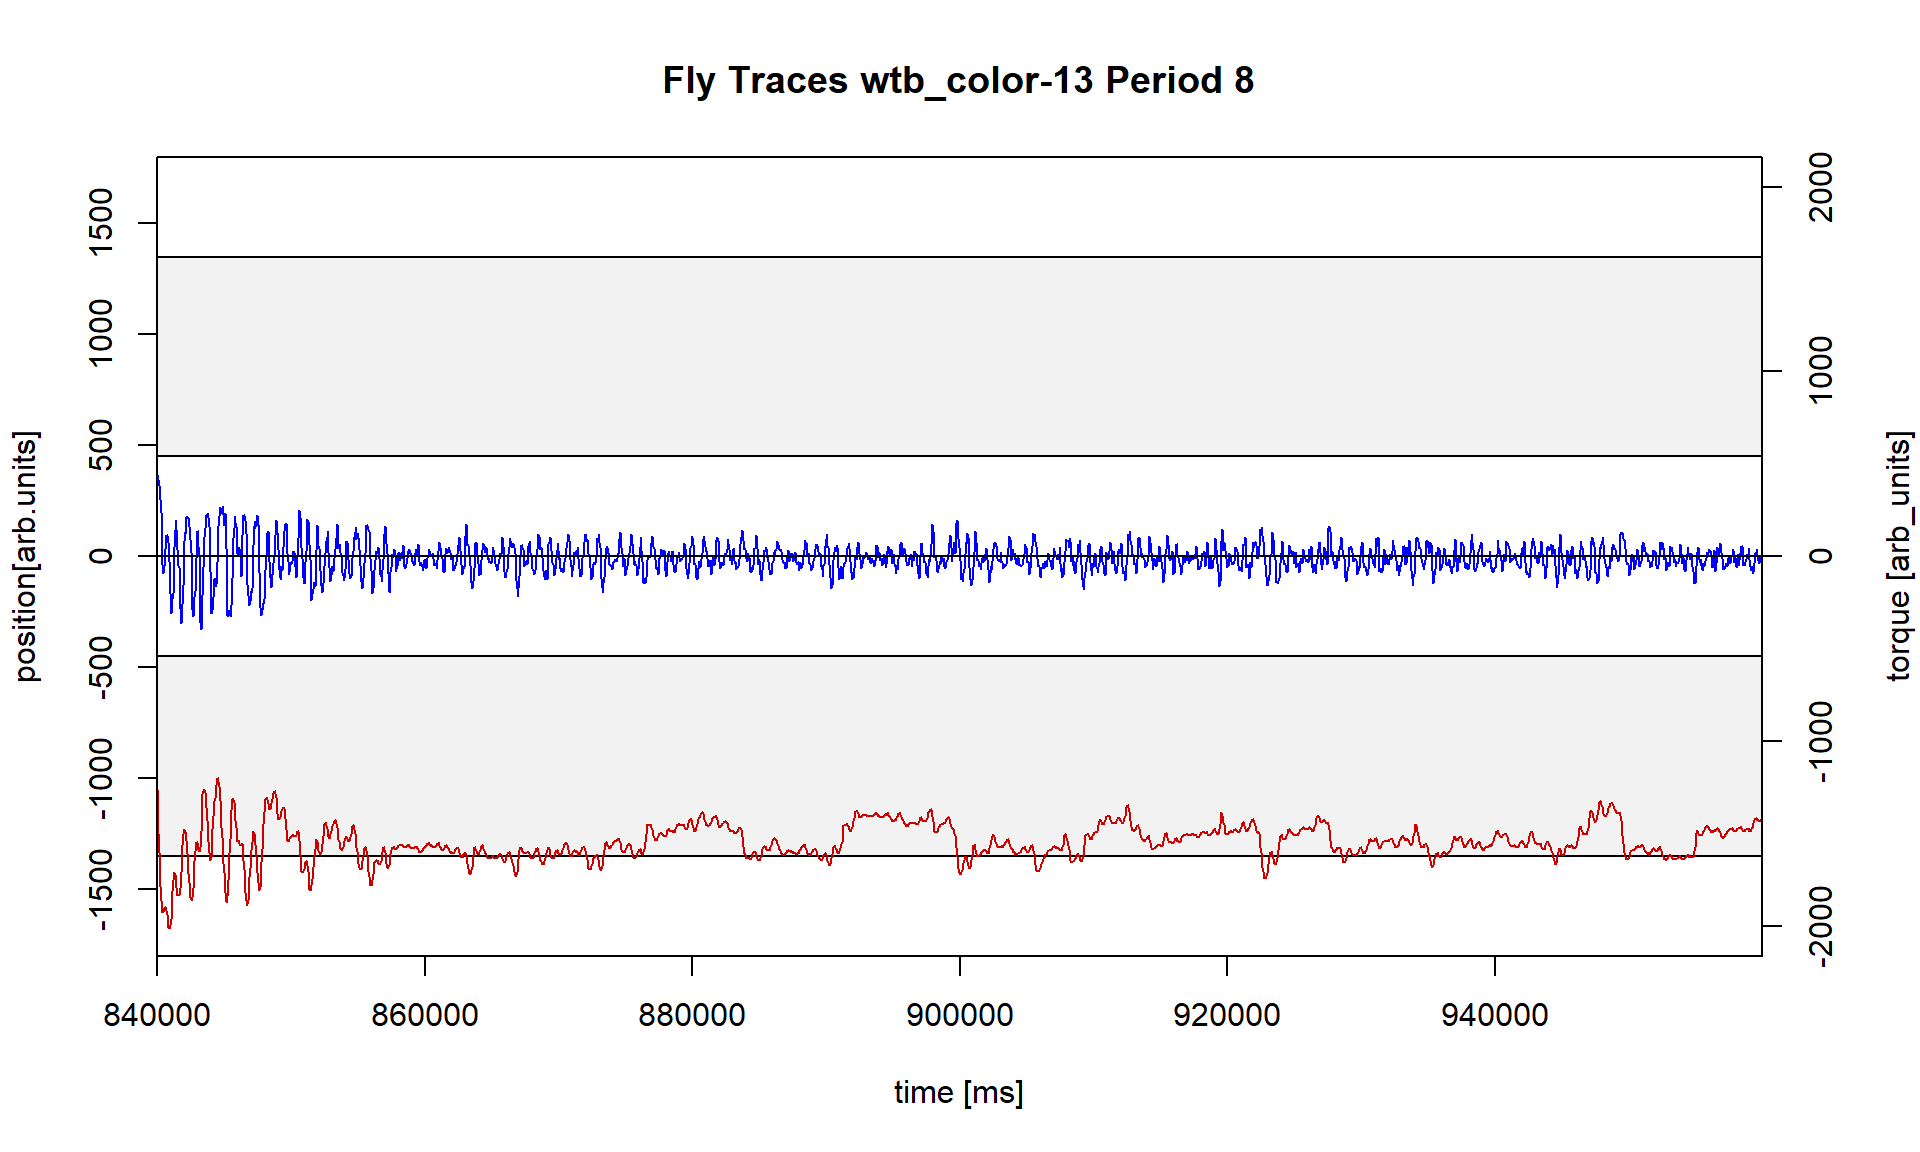 Fly Traces wtb_color-13 Period 8
position[arb.units]
1500
1000
500
0
-500
-1000
-1500
2000
1000
0
-1000
-2000
torque [arb_units]
840000 860000 880000 900000 920000 940000
time [ms]